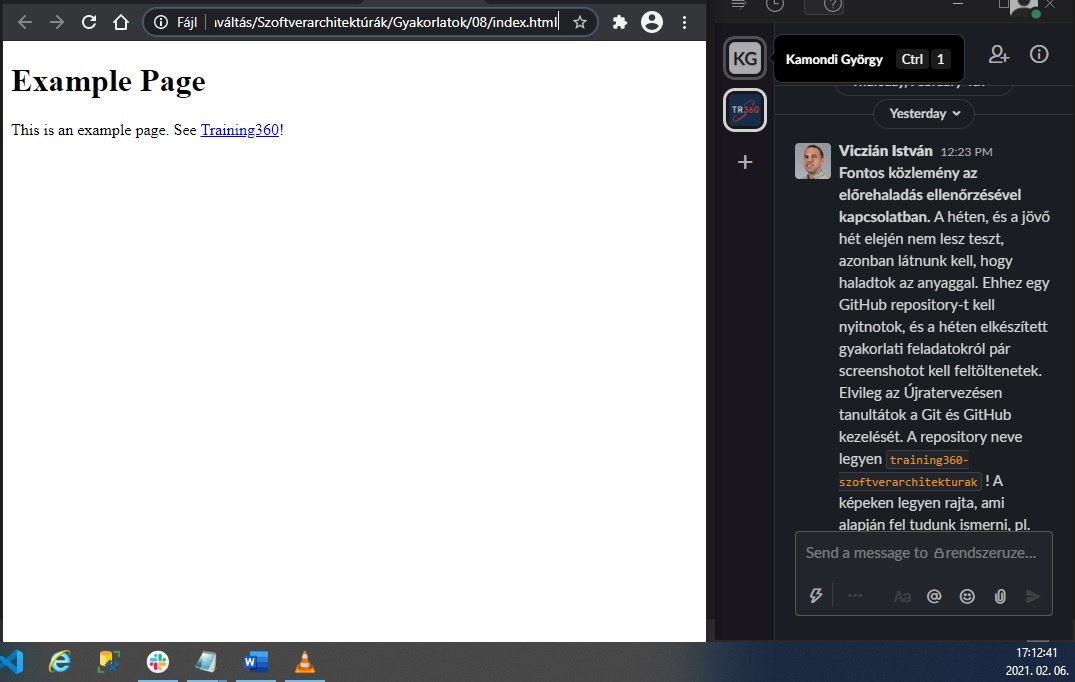 Fájl
váltás/Szoftverarchitektúrák/Gyakorlatok/08/index.html
Example Page
This is an example page. See Training360!
KG
Kamondi György Ctrl 1
TR360
Yesterday
Viczián István 12:23 PM
Fontos közlemény az
előrehaladás ellenőrzésével
kapcsolatban. A héten, és a jövő
hét elején nem lesz teszt,
azonban látnunk kell, hogy
haladtok az anyaggal. Ehhez egy
GitHub repository-t kell
nyitnotok, és a héten elkészített
gyakorlati feladatokról pár
screenshotot kell feltöltenetek.
Elvileg az Újratervezésen
tanultátok a Git és GitHub
kezelését. A repository neve
legyen training360-
szoftverarchitekturak ! A
képeken legyen rajta, ami
alapján fel tudunk ismerni, pl.
Send a message to rendszeruze...
Aa
17:12:41
2021. 02. 06.